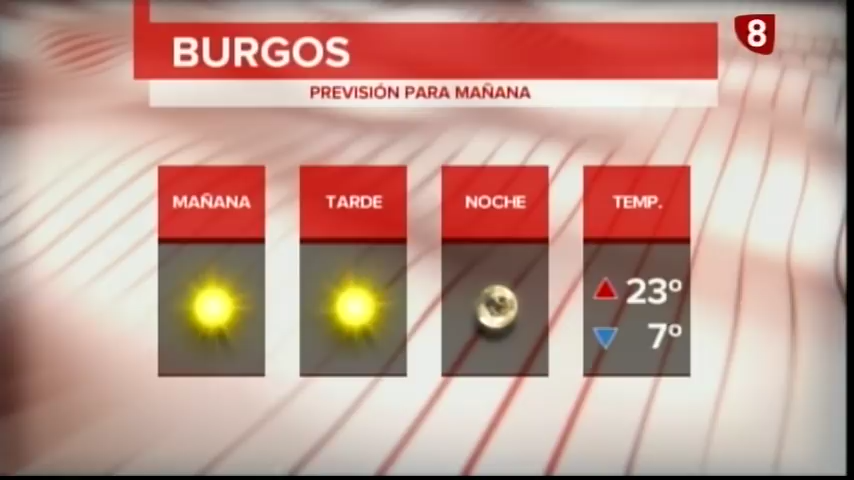 BURGOS
8
PREVISIÓN PARA MAÑANA
MAÑANA
TARDE
NOCHE
TEMP.
23º
7º